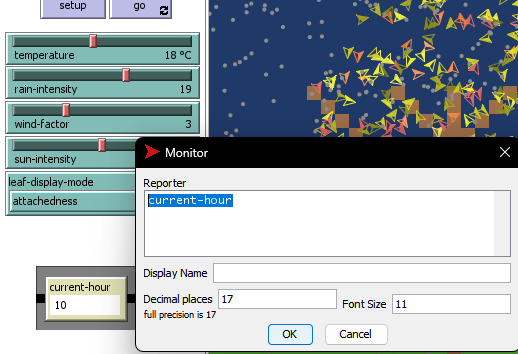 setup
go
temperature 18 °C
rain-intensity 19
wind-factor 3
sun-intensity
leaf-display-mode
attachedness
current-hour
10
Monitor
Reporter
current-hour
Display Name
Decimal places 17
full precision is 17
Font Size 11
OK
Cancel